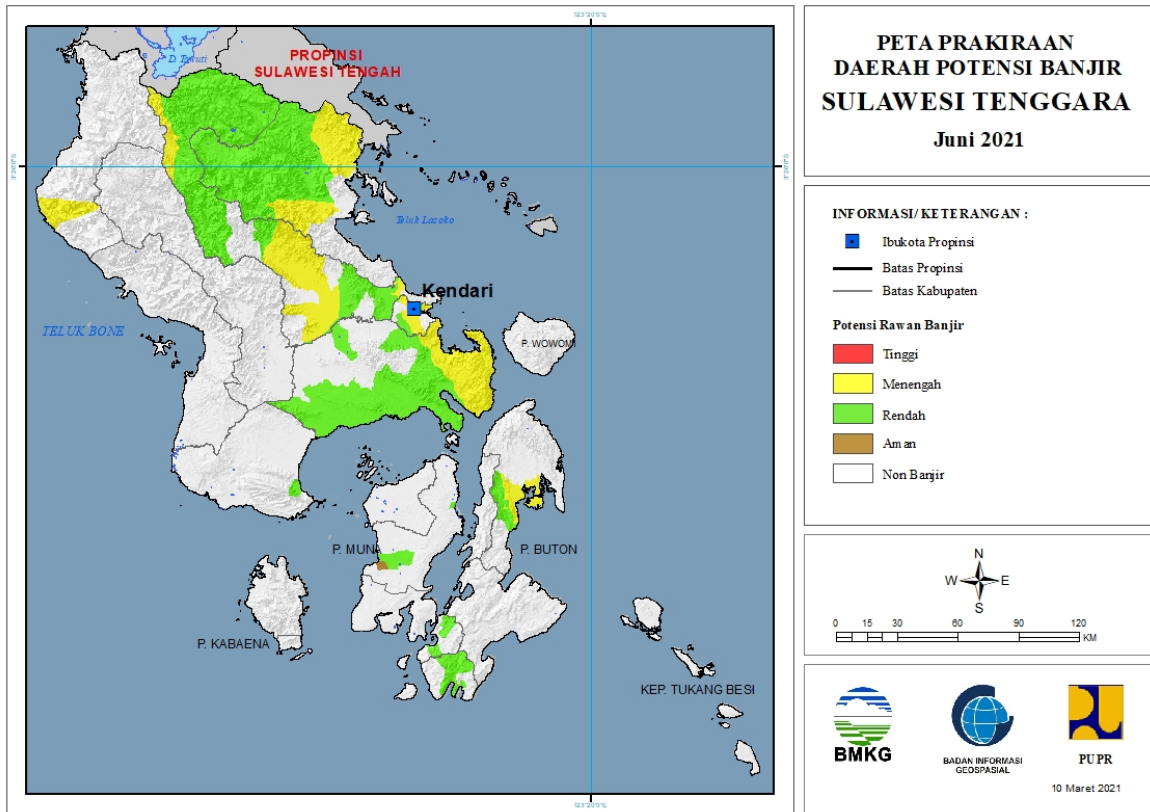 PROPINSI
SULAWESI TENGAH
Kendari
TELUK BONE
Teluk Lasolo
P. WOWONI
P. MUNA
P. BUTON
P. KABAENA
KEP. TUKANG BESI
PETA PRAKIRAAN
DAERAH POTENSI BANJIR
SULAWESI TENGGARA
Juni 2021
INFORMASI/ KETERANGAN :
Ibukota Propinsi
Batas Propinsi
Batas Kabupaten
Potensi Rawan Banjir
Tinggi
Menengah
Rendah
Aman
Non Banjir
N
W E
S
0 15 30 60 90 120
KM
BMKG
BADAN INFORMASI
GEOSPASIAL
PUPR
10 Maret 2021